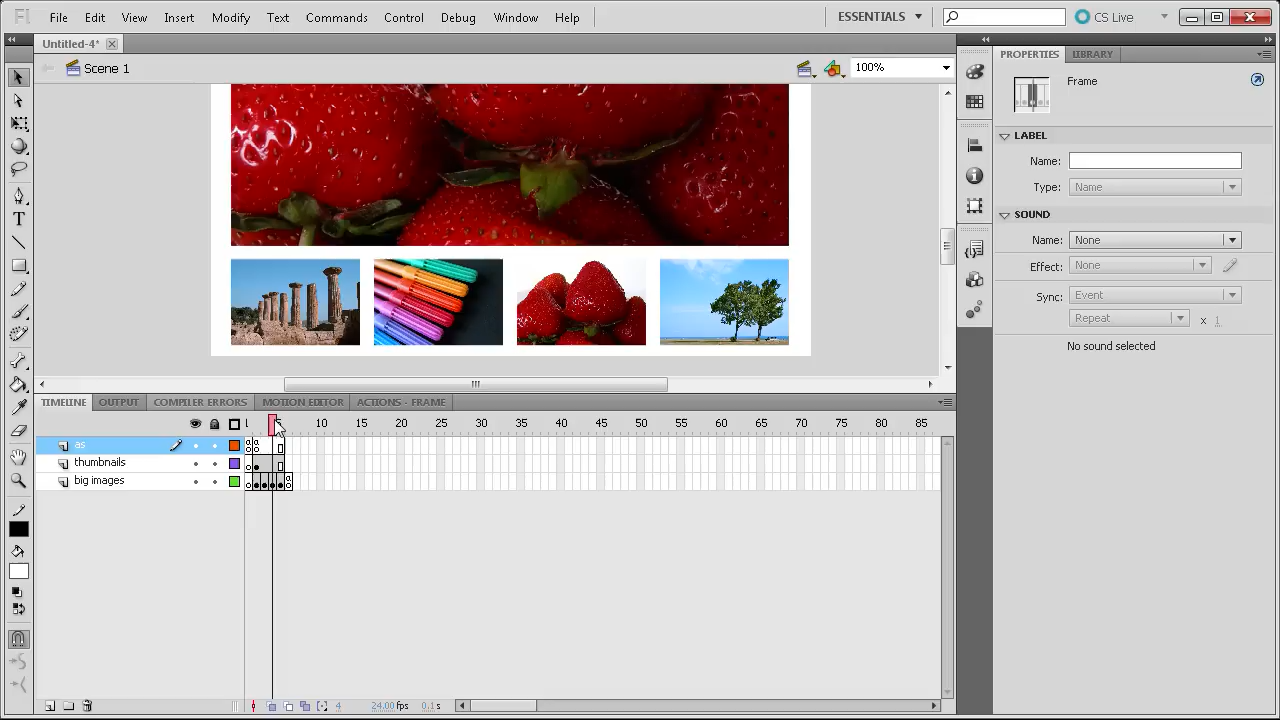 Fl File Edit View Insert Modify Text Commands Control Debug Window Help ESSENTIALS CS Live
Untitled-4*
Scene 1 100%
PROPERTIES LIBRARY
Frame
LABEL
Name:
Type: Name
SOUND
Name: None
Effect: None
Sync: Event
Repeat x 1
No sound selected
TIMELINE OUTPUT COMPILER ERRORS MOTION EDITOR ACTIONS - FRAME
10 15 20 25 30 35 40 45 50 55 60 65 70 75 80 85
as
thumbnails
big images
4 24.00fps 0.1s